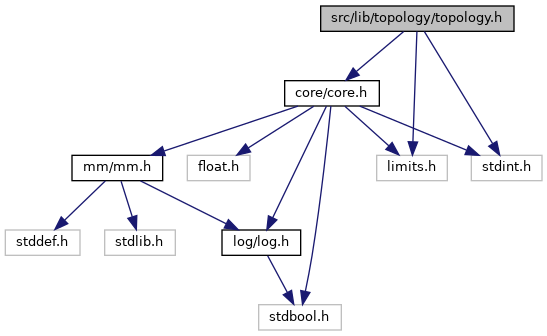 src/lib/topology/topology.h
core/core.h
mm/mm.h
float.h
limits.h
stdint.h
stddef.h
stdlib.h
log/log.h
stdbool.h